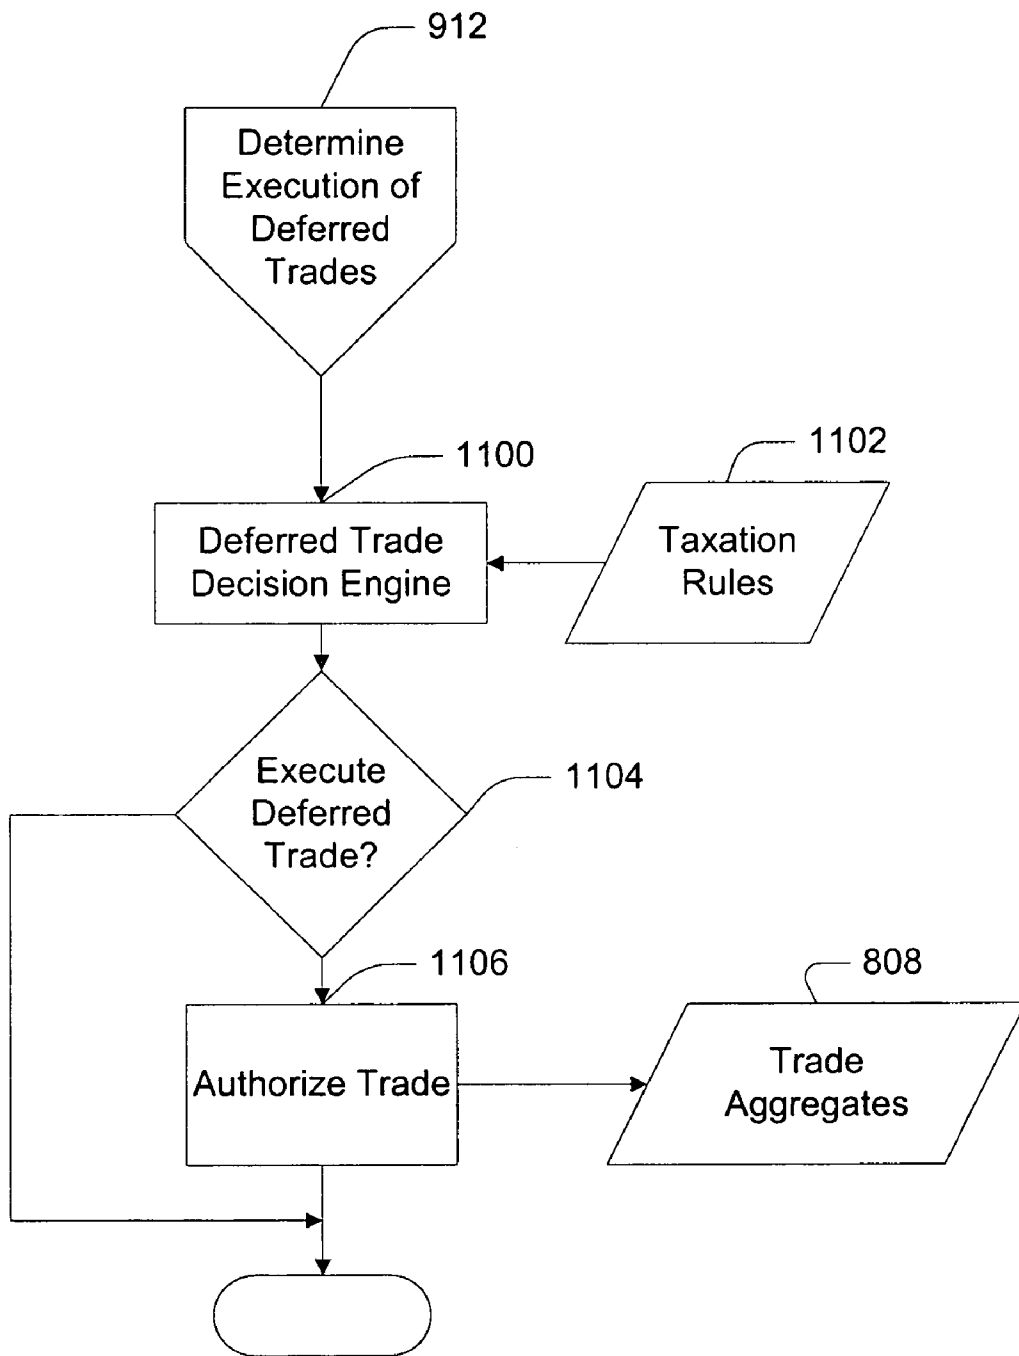 912
Determine
Execution of
Deferred
Trades
1100
1102
Deferred Trade
Decision Engine
Taxation
Rules
Execute
Deferred
Trade?
1104
1106
808
Authorize Trade
Trade
Aggregates